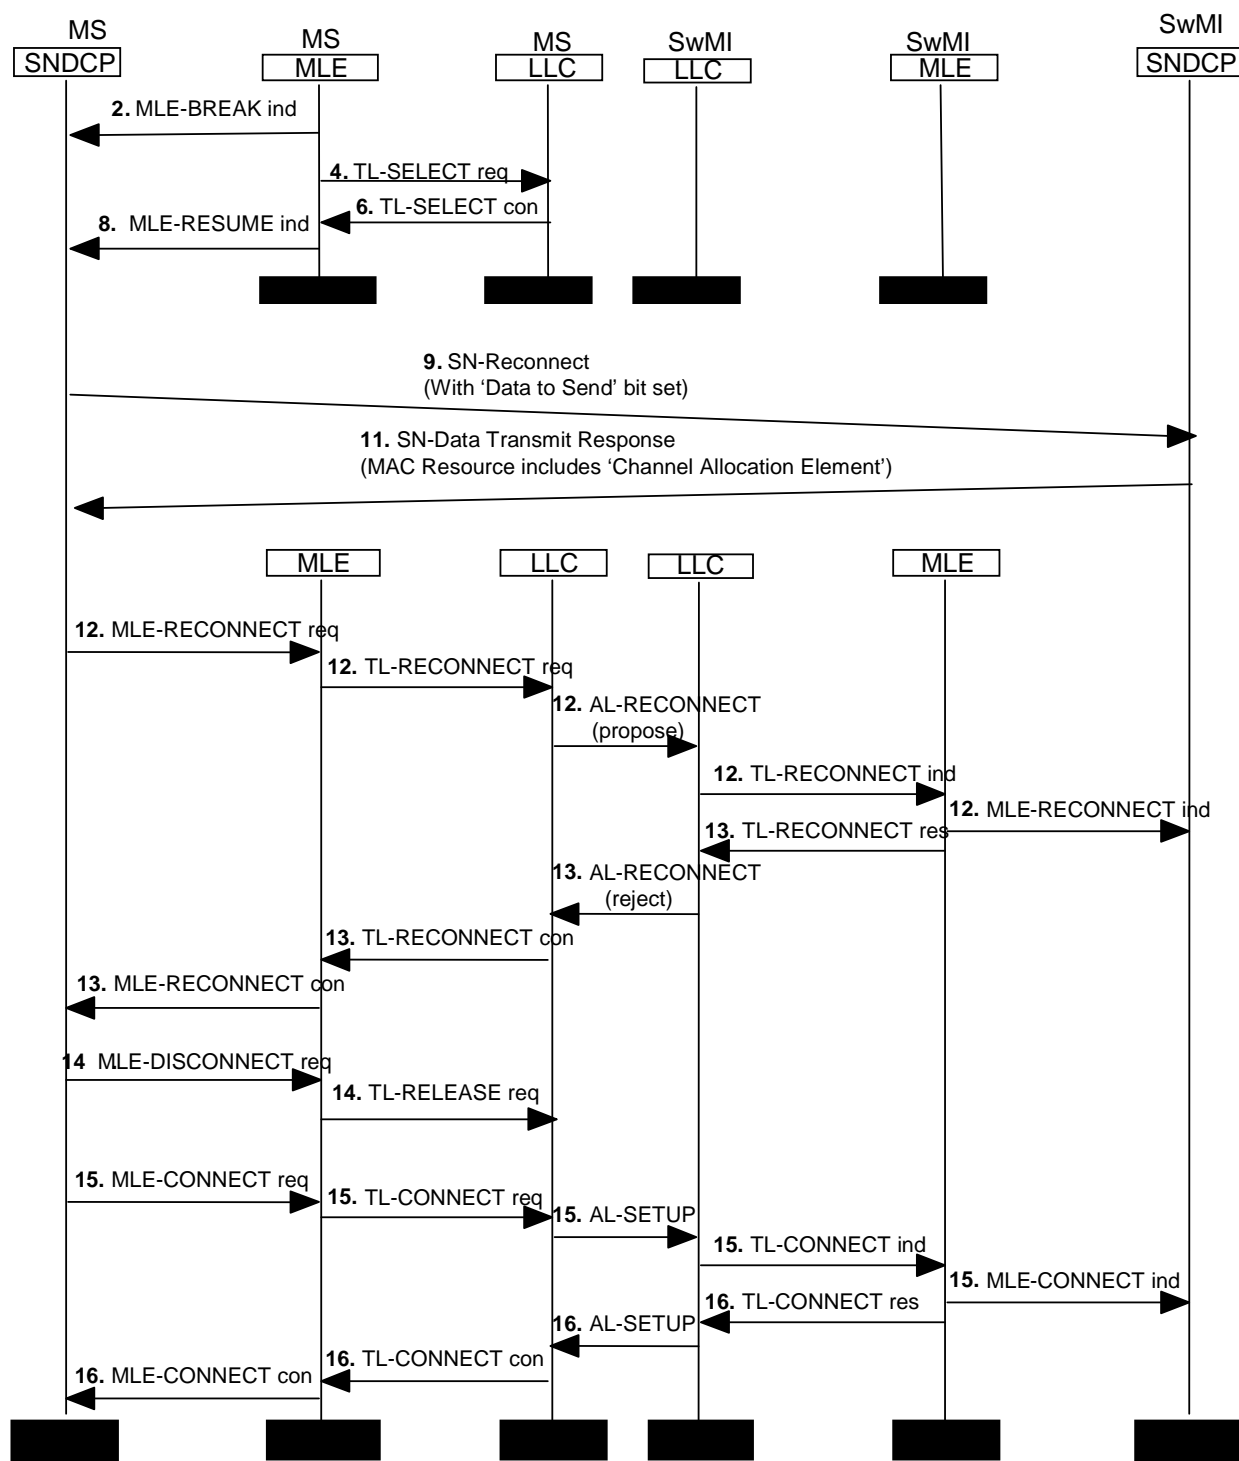 MS
MS
MS
SwMI
SwMI
SwMI
SNDCP
MLE
LLC
LLC
MLE
SNDCP
2. MLE-BREAK ind
4. TL-SELECT req
6. TL-SELECT con
8. MLE-RESUME ind
9. SN-Reconnect
(With ‘Data to Send’ bit set)
11. SN-Data Transmit Response
(MAC Resource includes ‘Channel Allocation Element’)
MLE
LLC
LLC
MLE
12. MLE-RECONNECT req
12. TL-RECONNECT req
12. AL-RECONNECT
(propose)
12. TL-RECONNECT ind
12. MLE-RECONNECT ind
13. TL-RECONNECT res
13. AL-RECONNECT
(reject)
13. TL-RECONNECT con
13. MLE-RECONNECT con
14. MLE-DISCONNECT req
14. TL-RELEASE req
15. MLE-CONNECT req
15. TL-CONNECT req
15. AL-SETUP
15. TL-CONNECT ind
15. MLE-CONNECT ind
16. TL-CONNECT res
16. AL-SETUP
16. TL-CONNECT con
16. MLE-CONNECT con